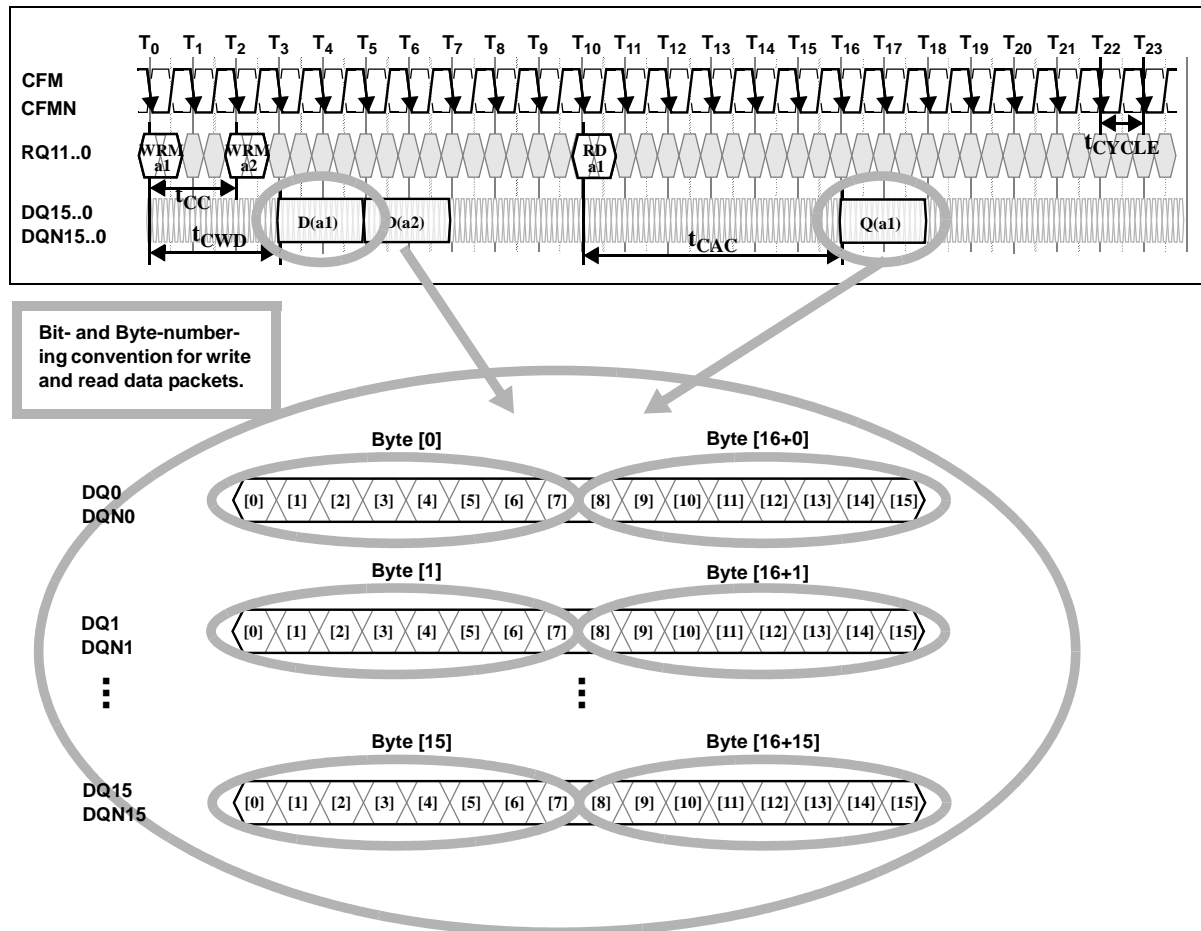 T0 T1 T2 T3 T4 T5 T6 T7 T8 T9 T10 T11 T12 T13 T14 T15 T16 T17 T18 T19 T20 T21 T22 T23
CFM
CFMN
tCYCLE
RQ11..0
WRM a1
WRM a2
RD a1
tCC
DQ15..0
DQN15..0
D(a1)
D(a2)
Q(a1)
tCWD
tCAC
Bit- and Byte-number-
ing convention for write
and read data packets.
Byte [0] Byte [16+0]
DQ0
DQN0
[0] [1] [2] [3] [4] [5] [6] [7] [8] [9] [10] [11] [12] [13] [14] [15]
Byte [1] Byte [16+1]
DQ1
DQN1
[0] [1] [2] [3] [4] [5] [6] [7] [8] [9] [10] [11] [12] [13] [14] [15]
Byte [15] Byte [16+15]
DQ15
DQN15
[0] [1] [2] [3] [4] [5] [6] [7] [8] [9] [10] [11] [12] [13] [14] [15]